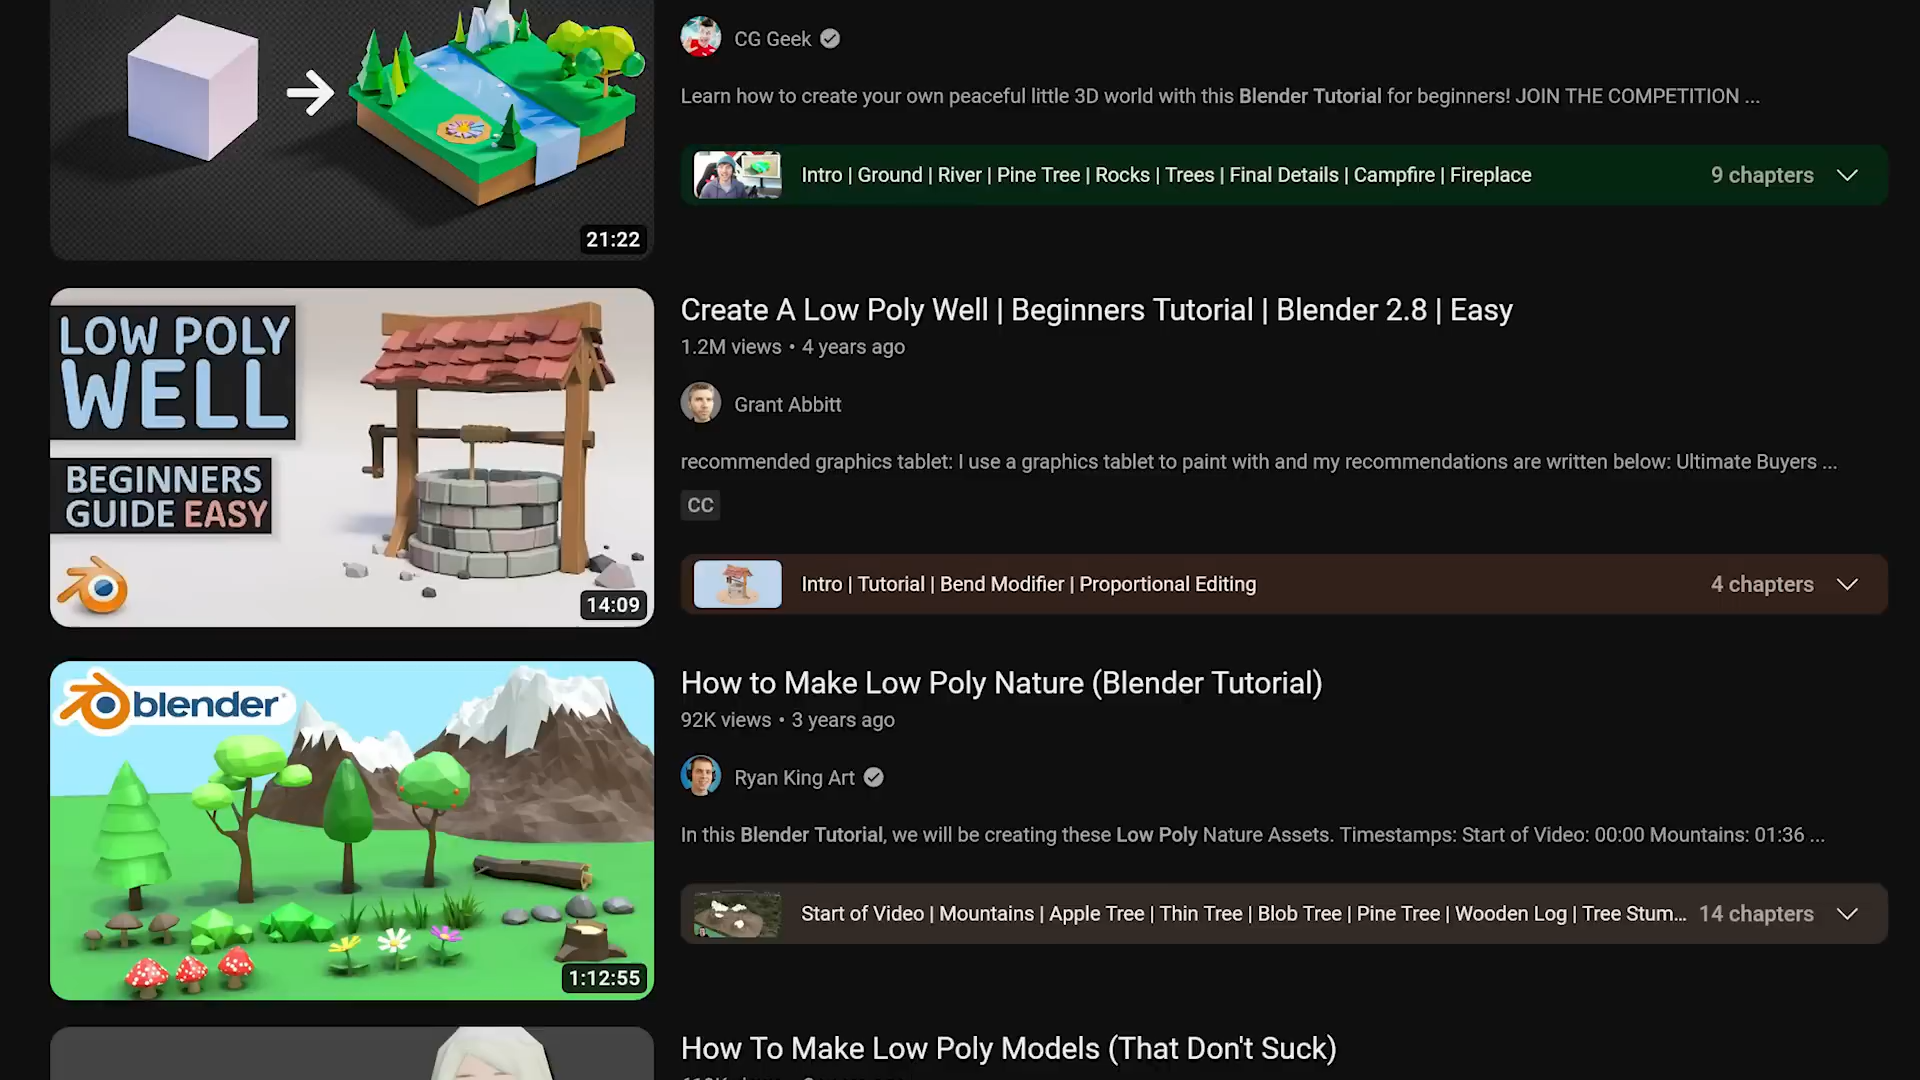 CG Geek
Learn how to create your own peaceful little 3D world with this Blender Tutorial for beginners! JOIN THE COMPETITION ...
Intro | Ground | River | Pine Tree | Rocks | Trees | Final Details | Campfire | Fireplace
9 chapters
21:22
LOW POLY
WELL
BEGINNERS
GUIDE EASY
14:09
Create A Low Poly Well | Beginners Tutorial | Blender 2.8 | Easy
1.2M views • 4 years ago
Grant Abbitt
recommended graphics tablet: I use a graphics tablet to paint with and my recommendations are written below: Ultimate Buyers ...
CC
Intro | Tutorial | Bend Modifier | Proportional Editing
4 chapters
blender
1:12:55
How to Make Low Poly Nature (Blender Tutorial)
92K views • 3 years ago
Ryan King Art
In this Blender Tutorial, we will be creating these Low Poly Nature Assets. Timestamps: Start of Video: 00:00 Mountains: 01:36 ...
Start of Video | Mountains | Apple Tree | Thin Tree | Blob Tree | Pine Tree | Wooden Log | Tree Stum...
14 chapters
How To Make Low Poly Models (That Don't Suck)